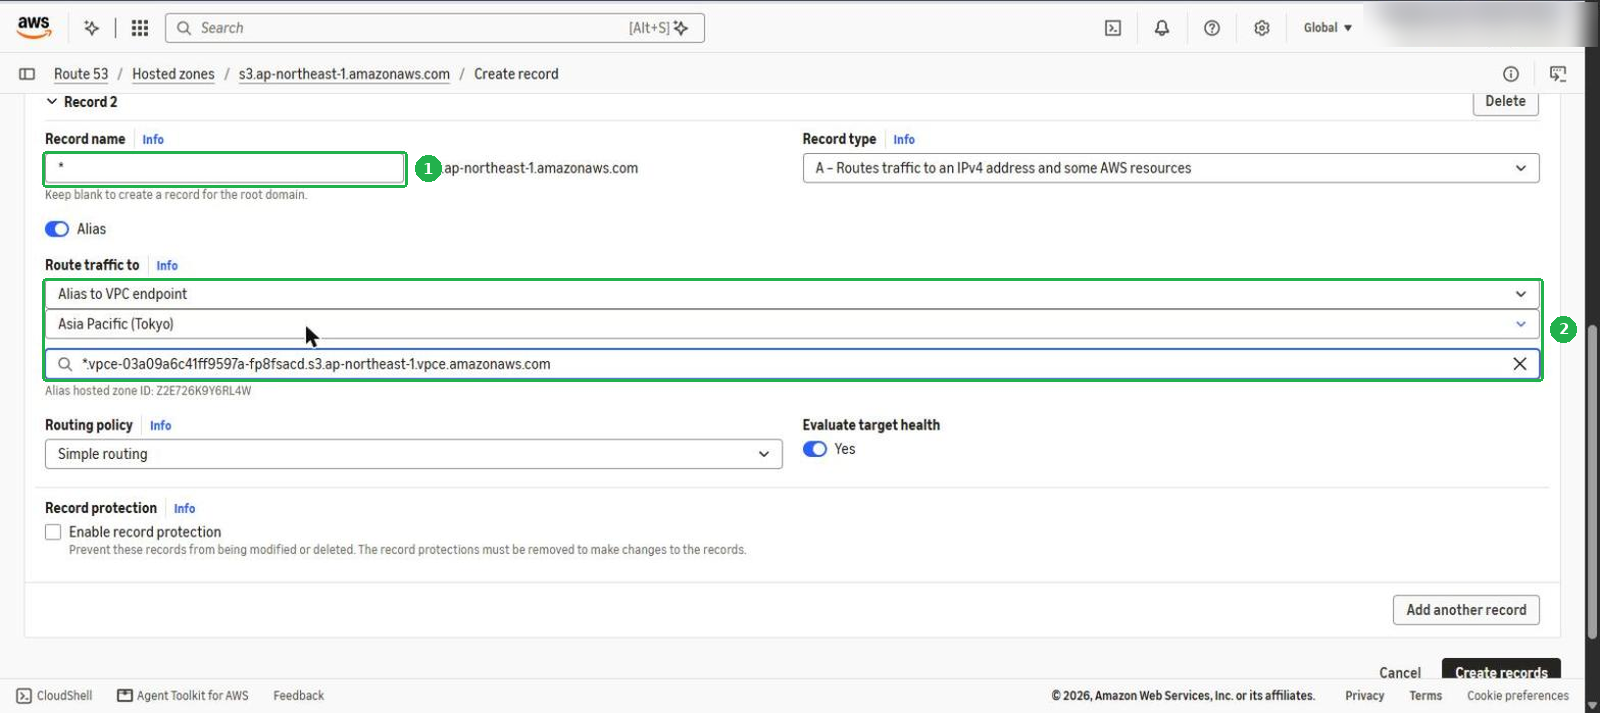 aws
Search
[Alt+S]
Global
Route 53 / Hosted zones / s3.ap-northeast-1.amazonaws.com / Create record
Record 2
Delete
Record name Info
Record type Info
*
1
.ap-northeast-1.amazonaws.com
A – Routes traffic to an IPv4 address and some AWS resources
Keep blank to create a record for the root domain.
Alias
Route traffic to Info
Alias to VPC endpoint
Asia Pacific (Tokyo)
2
*.vpce-03a09a6c41ff9597a-fp8fsacd.s3.ap-northeast-1.vpce.amazonaws.com
Alias hosted zone ID: Z2E726K9Y6RL4W
Routing policy Info
Evaluate target health
Simple routing
Yes
Record protection Info
Enable record protection
Prevent these records from being modified or deleted. The record protections must be removed to make changes to the records.
Add another record
Cancel
Create records
CloudShell
Agent Toolkit for AWS
Feedback
© 2026, Amazon Web Services, Inc. or its affiliates.
Privacy
Terms
Cookie preferences